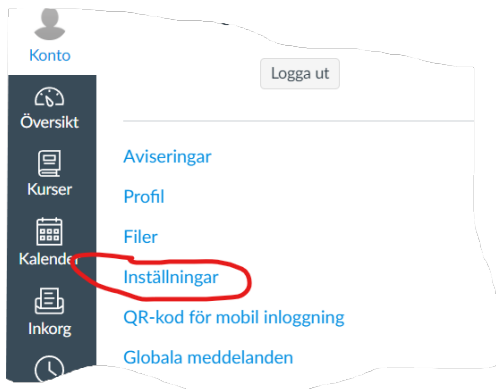 Konto
Logga ut
Översikt
Aviseringar
Kurser
Profil
Filer
Kalender
Inställningar
Inkorg
QR-kod för mobil inloggning
Globala meddelanden